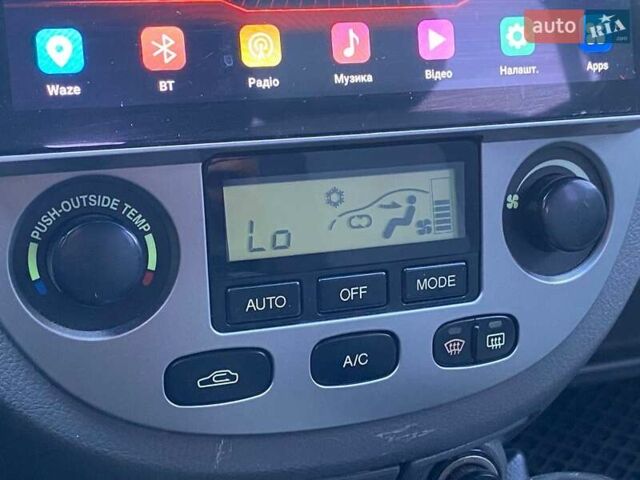 auto RIA .com
Waze BT Радіо Музика Відео Налашт. Apps
PUSH-OUTSIDE TEMP
Lo
AUTO OFF MODE
A/C